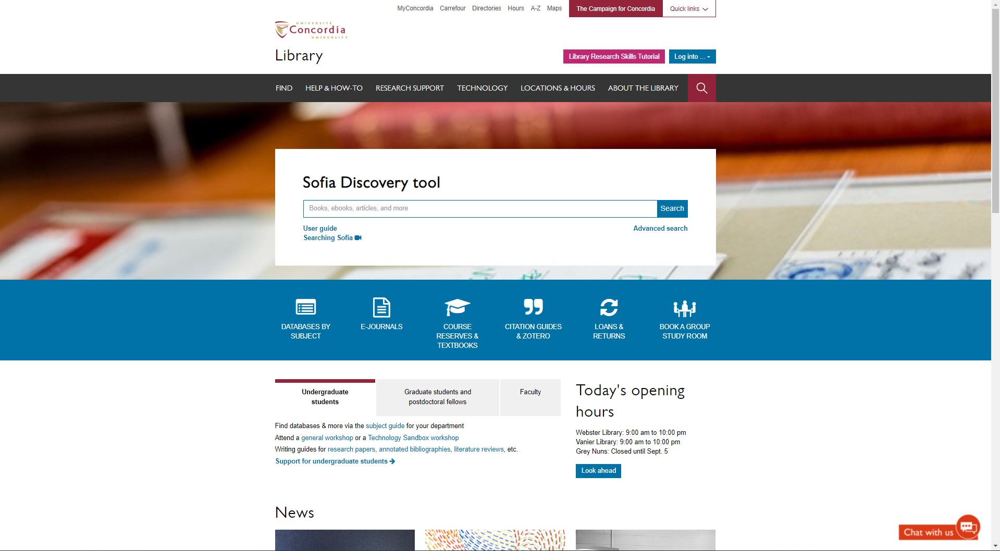 MyConcordia Carrefour Directories Hours A-Z Maps The Campaign for Concordia Quick links
UNIVERSITÉ
Concordia
UNIVERSITY
Library
Library Research Skills Tutorial Log into ...
FIND HELP & HOW-TO RESEARCH SUPPORT TECHNOLOGY LOCATIONS & HOURS ABOUT THE LIBRARY
Sofia Discovery tool
Books, ebooks, articles, and more Search
User guide Advanced search
Searching Sofia
DATABASES BY
SUBJECT
E-JOURNALS
COURSE
RESERVES &
TEXTBOOKS
CITATION GUIDES
& ZOTERO
LOANS &
RETURNS
BOOK A GROUP
STUDY ROOM
Undergraduate
students
Graduate students and
postdoctoral fellows
Faculty
Find databases & more via the subject guide for your department
Attend a general workshop or a Technology Sandbox workshop
Writing guides for research papers, annotated bibliographies, literature reviews, etc.
Support for undergraduate students
Today's opening
hours
Webster Library: 9:00 am to 10:00 pm
Vanier Library: 9:00 am to 10:00 pm
Grey Nuns: Closed until Sept. 5
Look ahead
News
Chat with us